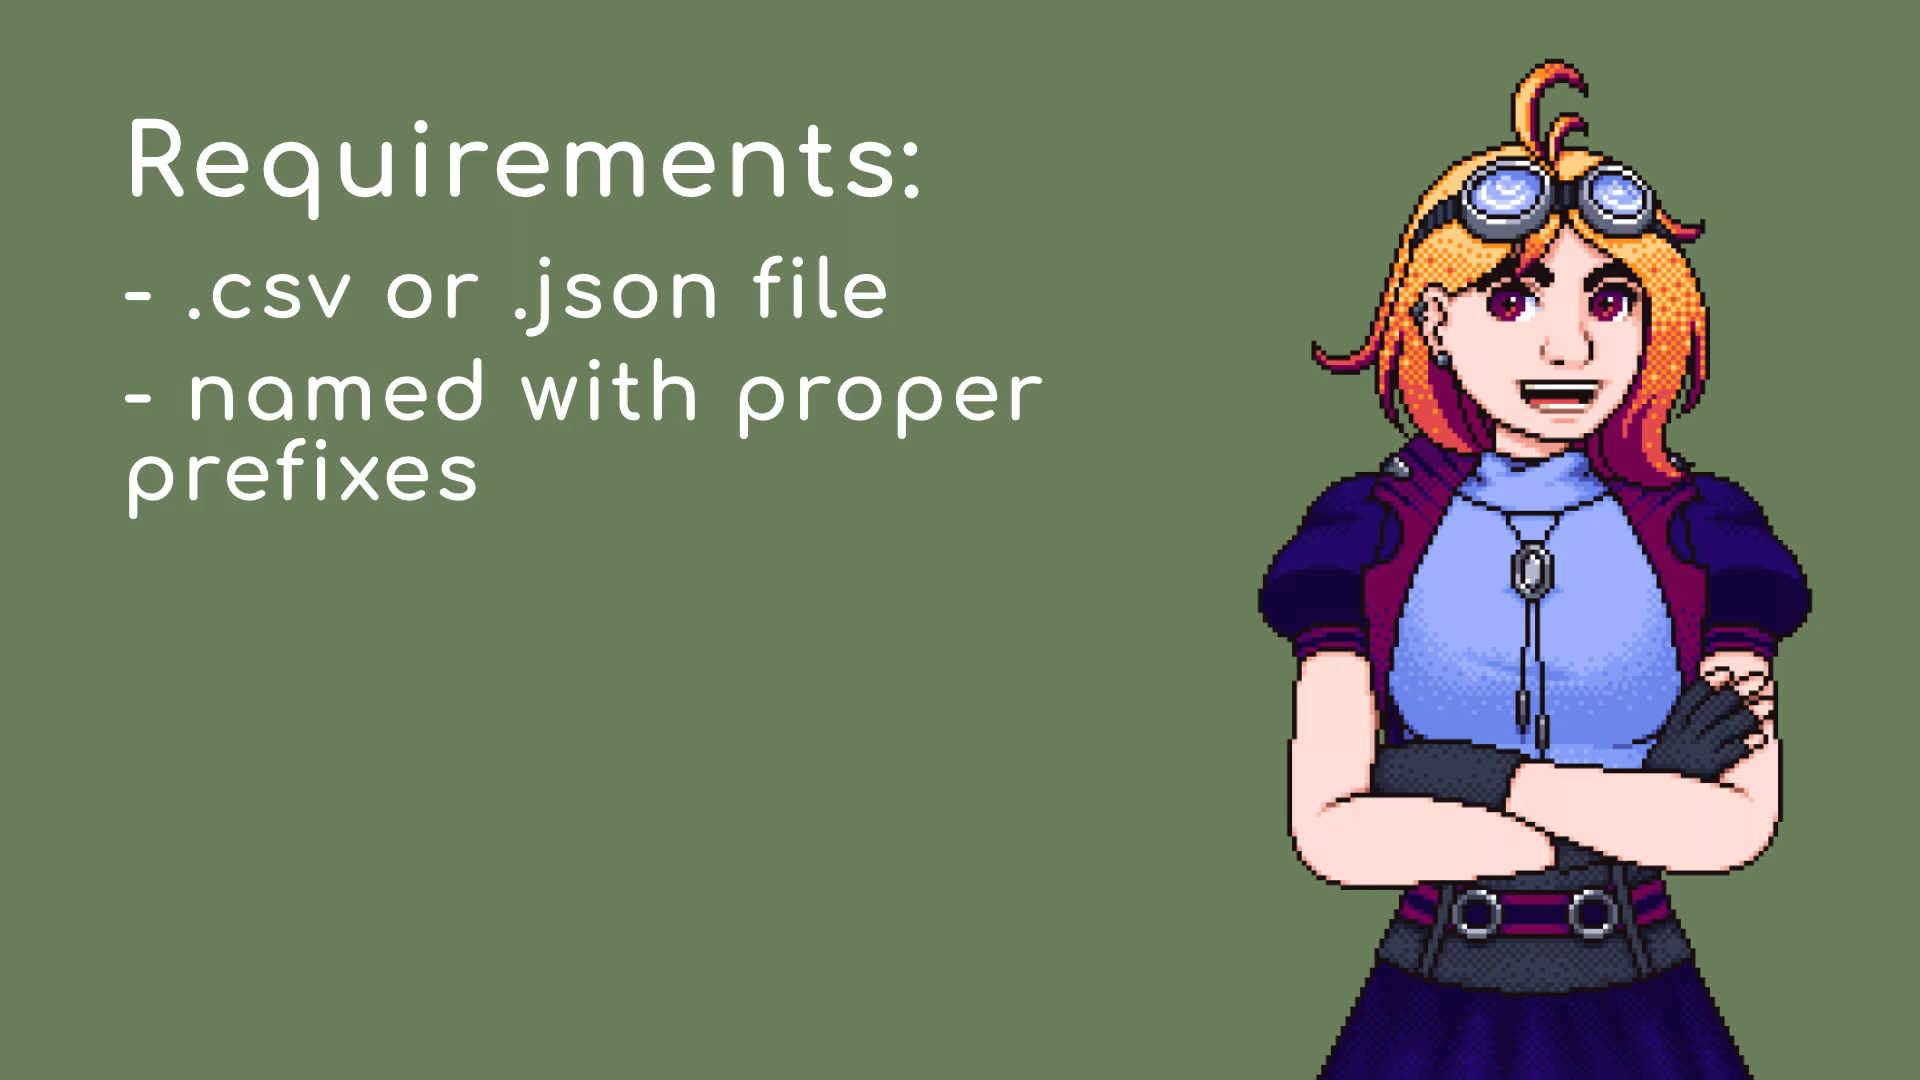 Requirements:
- .csv or .json file
- named with proper
prefixes